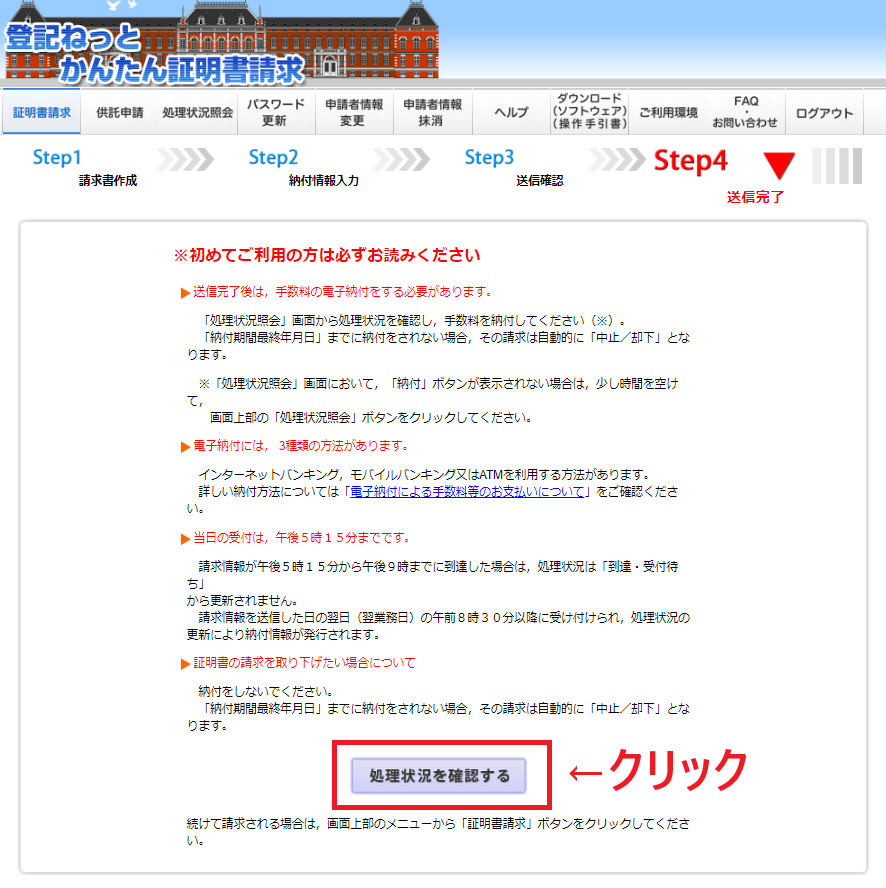 登記ねっと
かんたん証明書請求
証明書請求
供託申請
処理状況照会
パスワード
更新
申請者情報
変更
申請者情報
抹消
ヘルプ
ダウンロード
(ソフトウェア)
(操作手引書)
ご利用環境
FAQ
・
お問い合わせ
ログアウト
Step1
請求書作成
Step2
納付情報入力
Step3
送信確認
Step4
送信完了
※初めてご利用の方は必ずお読みください
送信完了後は，手数料の電子納付をする必要があります。
「処理状況照会」画面から処理状況を確認し，手数料を納付してください（※）。
「納付期間最終年月日」までに納付をされない場合，その請求は自動的に「中止／却下」とな
ります。
※「処理状況照会」画面において，「納付」ボタンが表示されない場合は，少し時間を空け
て，
画面上部の「処理状況照会」ボタンをクリックしてください。
電子納付には， 3種類の方法があります。
インターネットバンキング，モバイルバンキング又はATMを利用する方法があります。
詳しい納付方法については「電子納付による手数料等のお支払いについて」をご確認くださ
い。
当日の受付は，午後５時１５分までです。
請求情報が午後５時１５分から午後９時までに到達した場合は，処理状況は「到達・受付待
ち」
から更新されません。
請求情報を送信した日の翌日（翌業務日）の午前８時３０分以降に受け付けられ，処理状況の
更新により納付情報が発行されます。
証明書の請求を取り下げたい場合について
納付をしないでください。
「納付期間最終年月日」までに納付をされない場合，その請求は自動的に「中止／却下」とな
ります。
処理状況を確認する
←クリック
続けて請求される場合は，画面上部のメニューから「証明書請求」ボタンをクリックしてくださ
い。